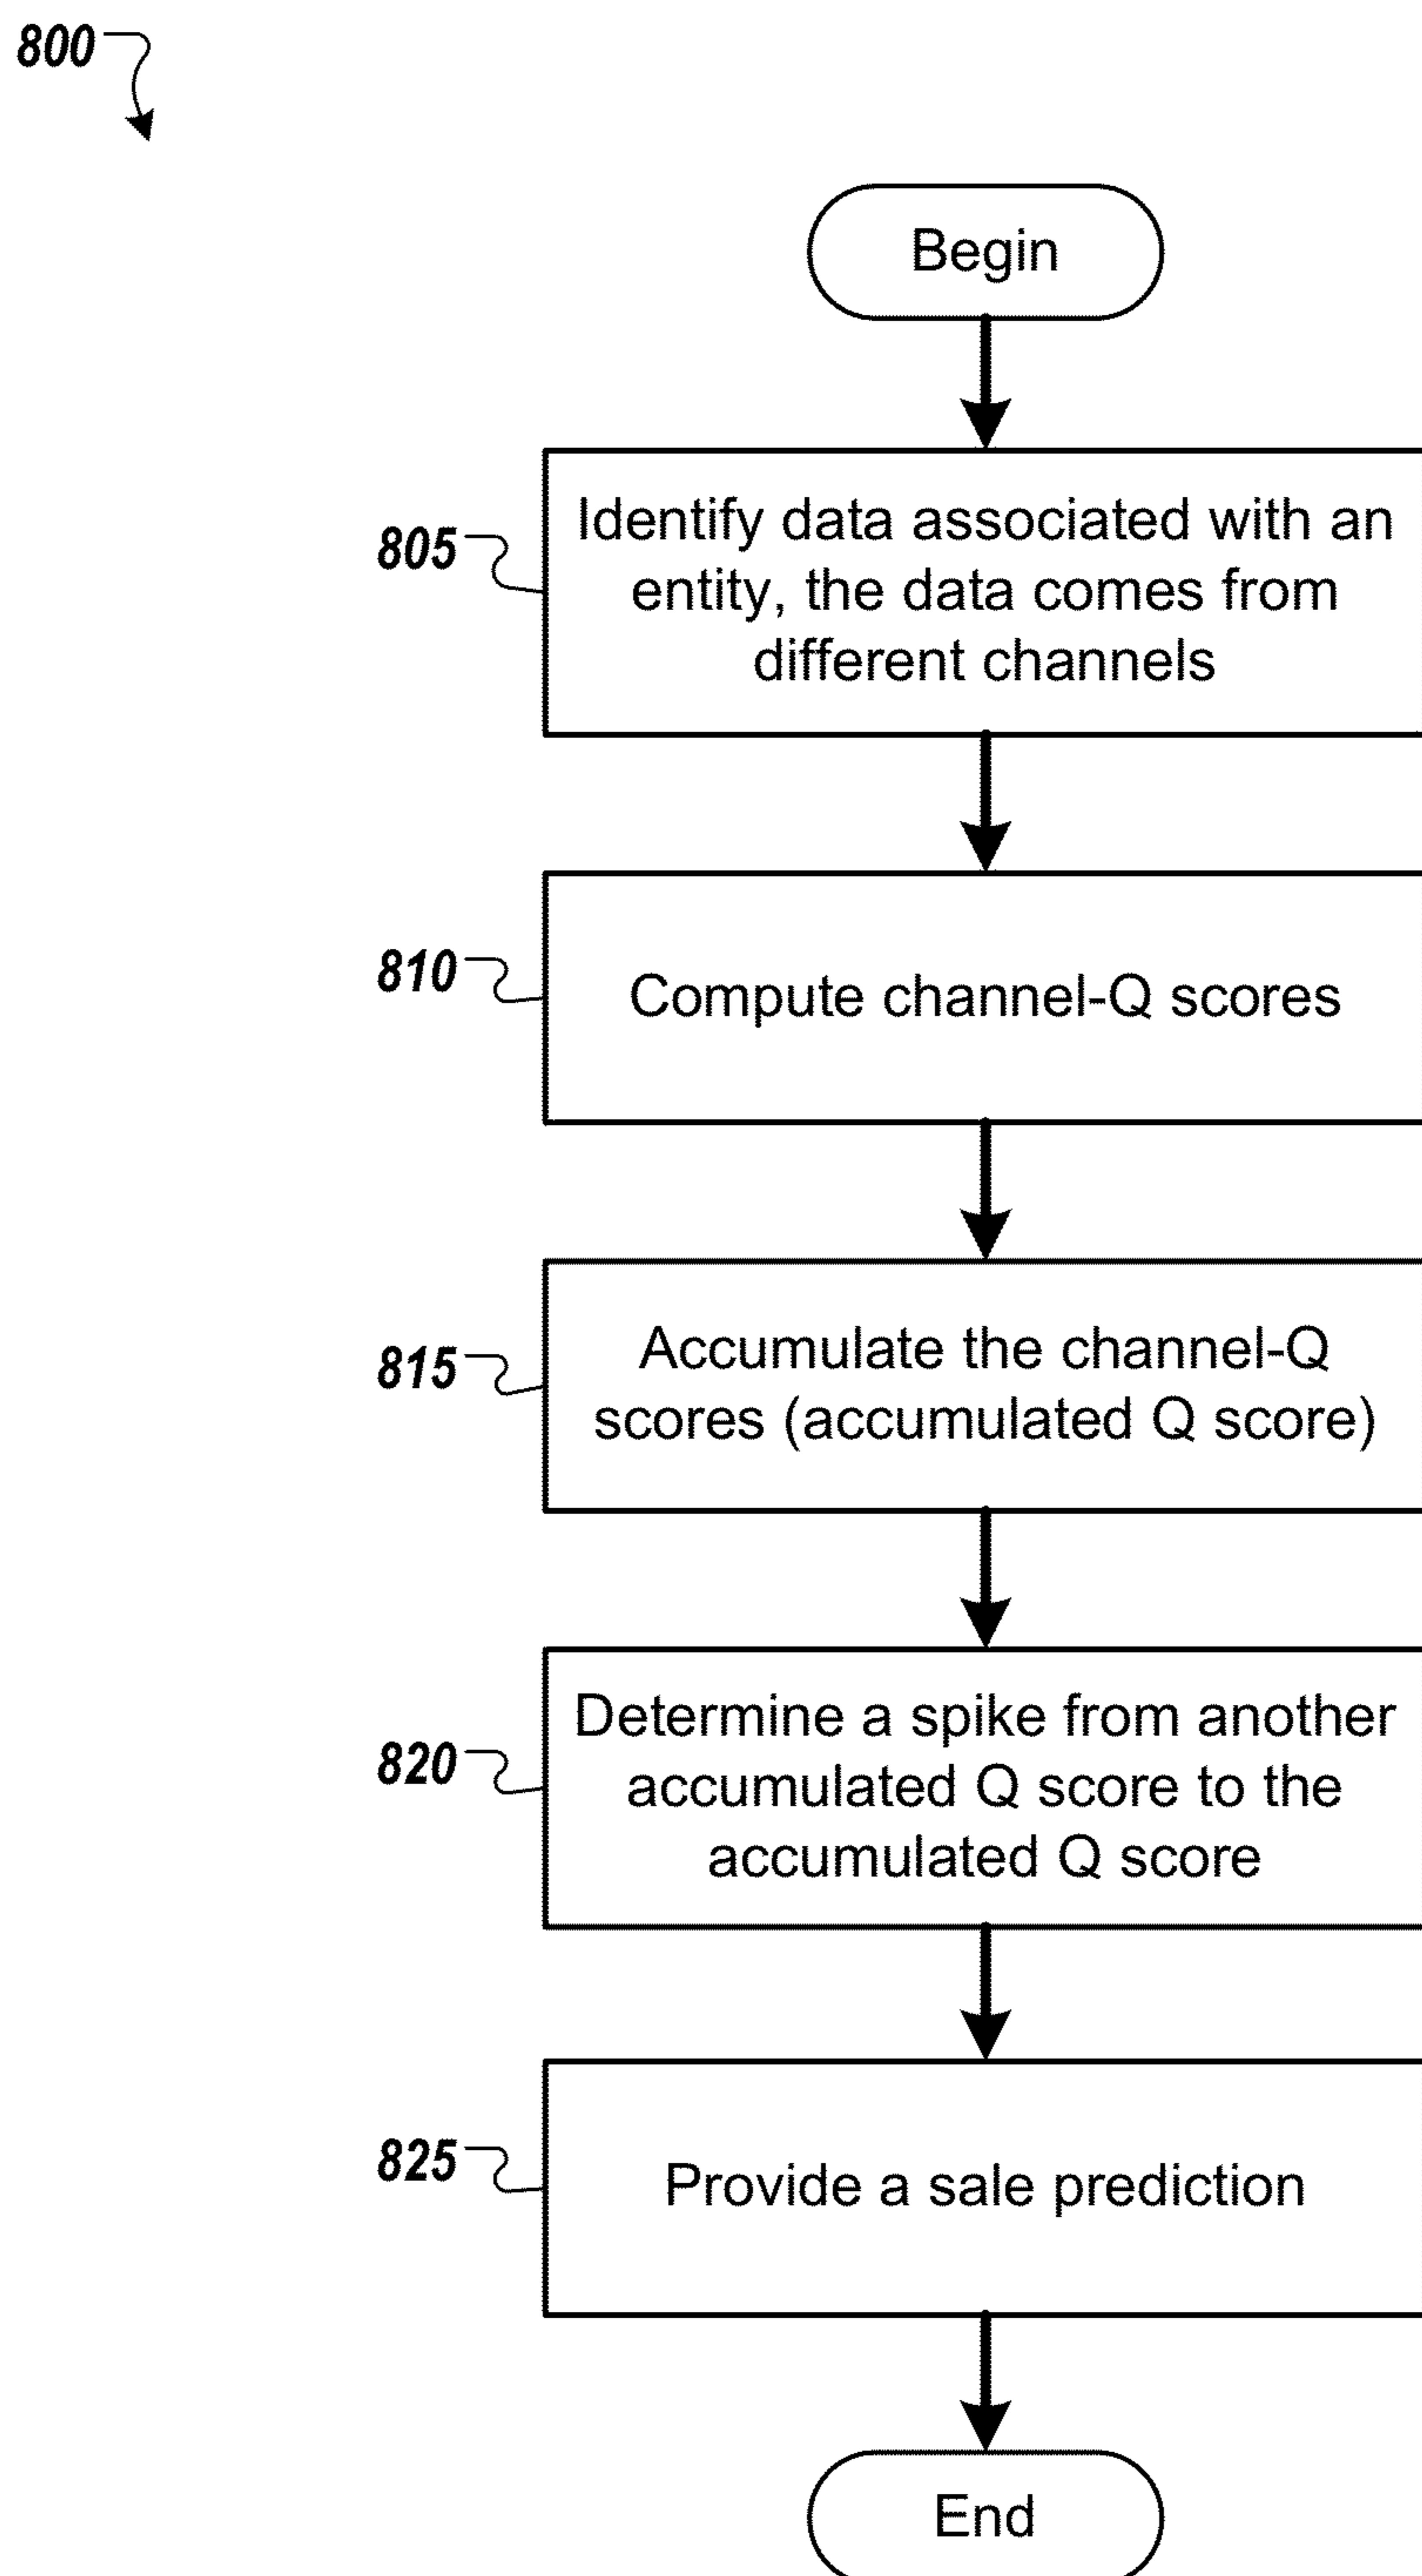 800
Begin
805
Identify data associated with an
entity, the data comes from
different channels
810
Compute channel-Q scores
815
Accumulate the channel-Q
scores (accumulated Q score)
820
Determine a spike from another
accumulated Q score to the
accumulated Q score
825
Provide a sale prediction
End